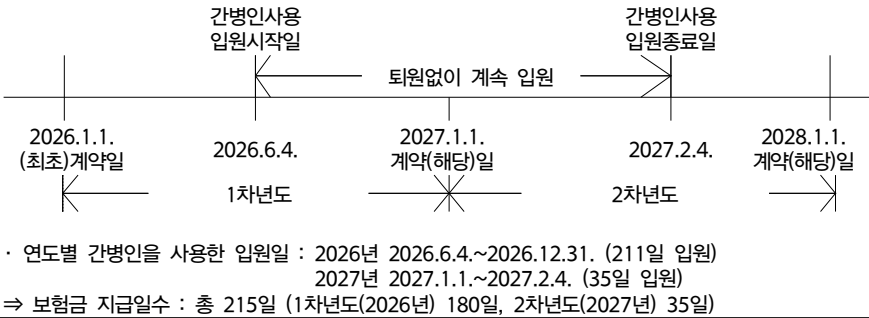 간병인사용 간병인사용
입원시작일 입원종료일
퇴원없이 계속 입원
2026.1.1. 2026.6.4. 2027.1.1. 2027.2.4. 2028.1.1.
(최초)계약일 계약(해당)일 계약(해당)일
1차년도 2차년도
· 연도별 간병인을 사용한 입원일 : 2026년 2026.6.4.~2026.12.31. (211일 입원)
2027년 2027.1.1.~2027.2.4. (35일 입원)
⇒ 보험금 지급일수 : 총 215일 (1차년도(2026년) 180일, 2차년도(2027년) 35일)